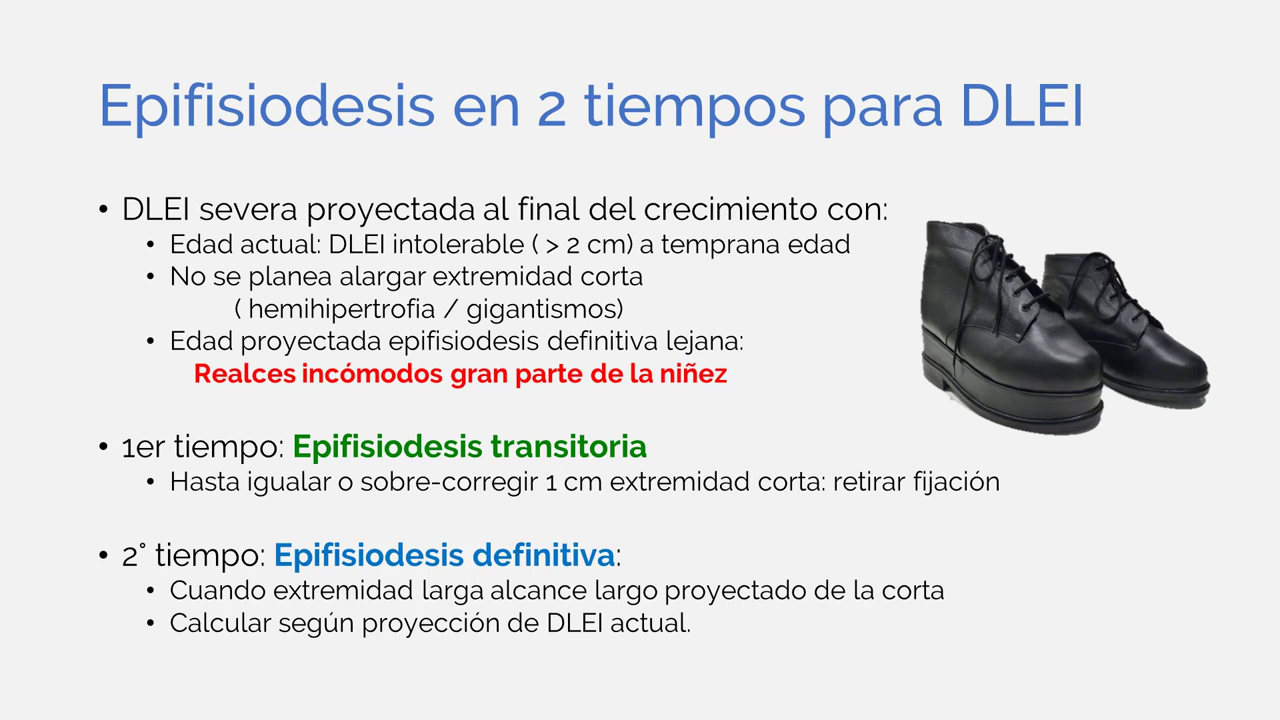 Epifisiodesis en 2 tiempos para DLEI
• DLEI severa proyectada al final del crecimiento con:
• Edad actual: DLEI intolerable ( > 2 cm) a temprana edad
• No se planea alargar extremidad corta
( hemihipertrofia / gigantismos)
• Edad proyectada epifisiodesis definitiva lejana:
Realces incómodos gran parte de la niñez
• 1er tiempo: Epifisiodesis transitoria
• Hasta igualar o sobre-corregir 1 cm extremidad corta: retirar fijación
• 2° tiempo: Epifisiodesis definitiva:
• Cuando extremidad larga alcance largo proyectado de la corta
• Calcular según proyección de DLEI actual.